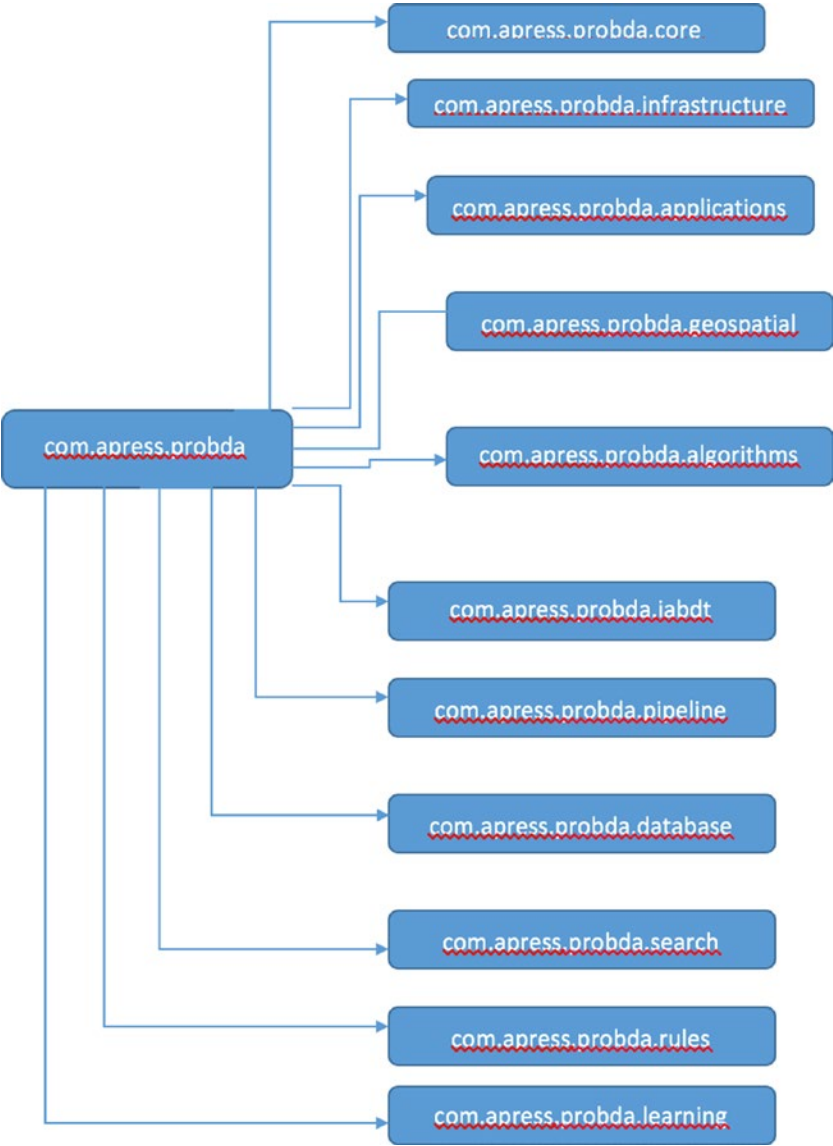 com.apress.probda.core
com.apress.probda.infrastructure
com.apress.probda.applications
com.apress.probda.geospatial
com.apress.probda
com.apress.probda.algorithms
com.apress.probda.iabdt
com.apress.probda.pipeline
com.apress.probda.database
com.apress.probda.search
com.apress.probda.rules
com.apress.probda.learning